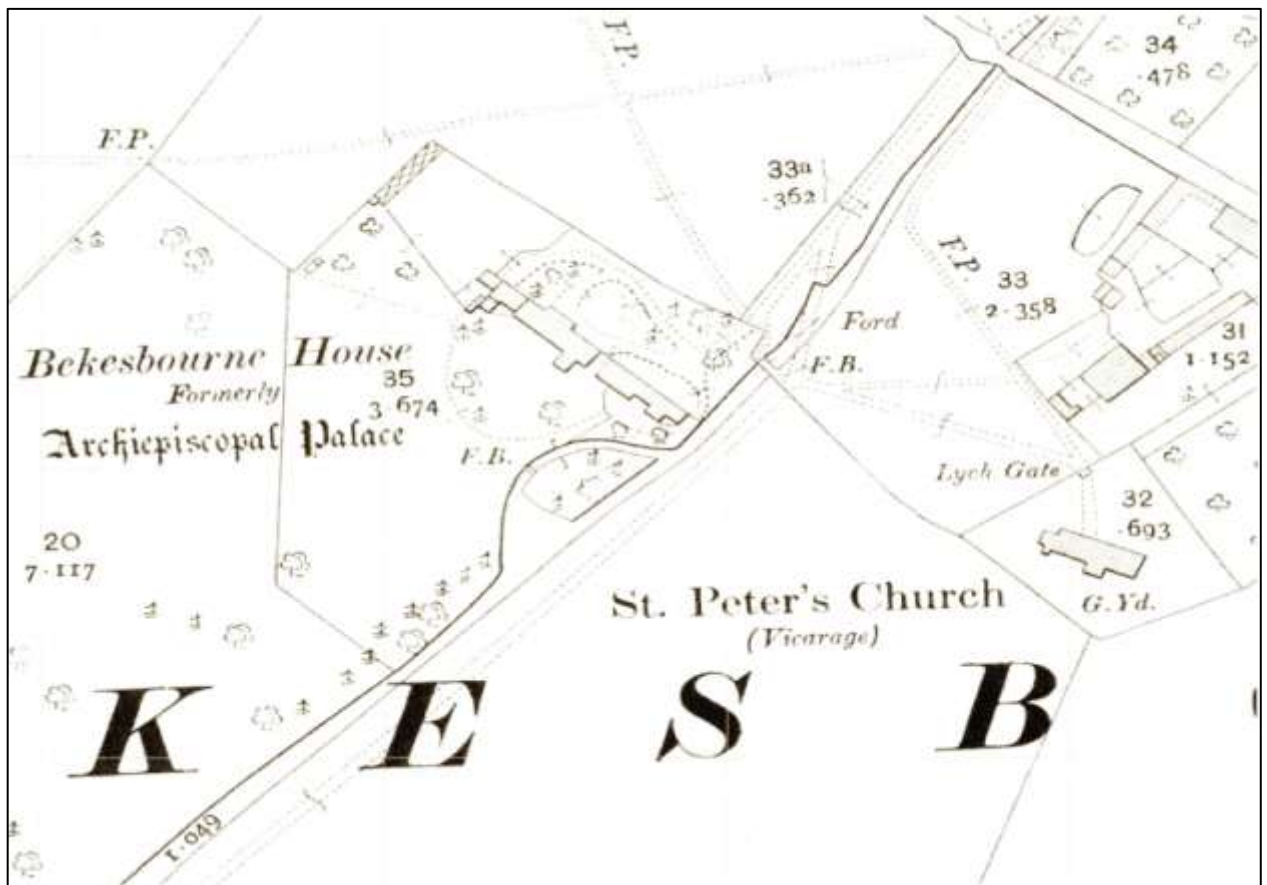 F.P.
34
.478
F.P.
33a
.362
F.P.
33
2.358
Ford
F.B.
31
1.152
Bekesbourne House
Formerly
35
3.674
Archiepiscopal Palace
F.B.
Lych Gate
32
.693
20
7.117
St. Peter's Church
(Vicarage)
G.Yd.
K E S B
1.049